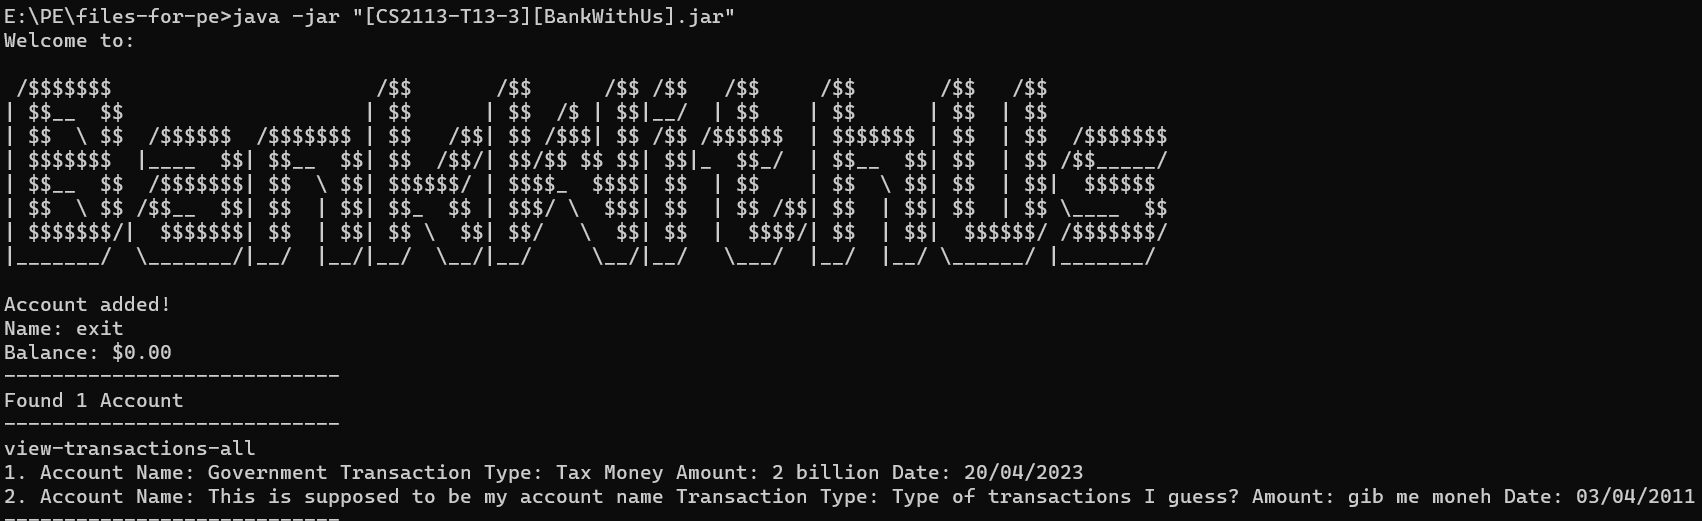 E:\PE\files-for-pe>java -jar "[CS2113-T13-3][BankWithUs].jar"
Welcome to:
 /$$$$$$$                      /$$       /$$      /$$ /$$   /$$     /$$       /$$   /$$
| $$__  $$                    | $$      | $$  /$ | $$|__/  | $$    | $$      | $$  | $$
| $$  \ $$  /$$$$$$  /$$$$$$$ | $$   /$$| $$ /$$$| $$ /$$ /$$$$$$  | $$$$$$$ | $$  | $$  /$$$$$$$
| $$$$$$$  |____  $$| $$__  $$| $$  /$$/| $$/$$ $$ $$| $$|_  $$_/  | $$__  $$| $$  | $$ /$$_____/
| $$__  $$  /$$$$$$$| $$  \ $$| $$$$$$/ | $$$$_  $$$$| $$  | $$    | $$  \ $$| $$  | $$|  $$$$$$
| $$  \ $$ /$$__  $$| $$  | $$| $$_  $$ | $$$/ \  $$$| $$  | $$ /$$| $$  | $$| $$  | $$ \____  $$
| $$$$$$$/|  $$$$$$$| $$  | $$| $$ \  $$| $$/   \  $$| $$  |  $$$$/| $$  | $$|  $$$$$$/ /$$$$$$$/
|_______/  \_______/|__/  |__/|__/  \__/|__/     \__/|__/   \___/  |__/  |__/ \______/ |_______/
Account added!
Name: exit
Balance: $0.00
----------------------------
Found 1 Account
----------------------------
view-transactions-all
1. Account Name: Government Transaction Type: Tax Money Amount: 2 billion Date: 20/04/2023
2. Account Name: This is supposed to be my account name Transaction Type: Type of transactions I guess? Amount: gib me moneh Date: 03/04/2011
----------------------------